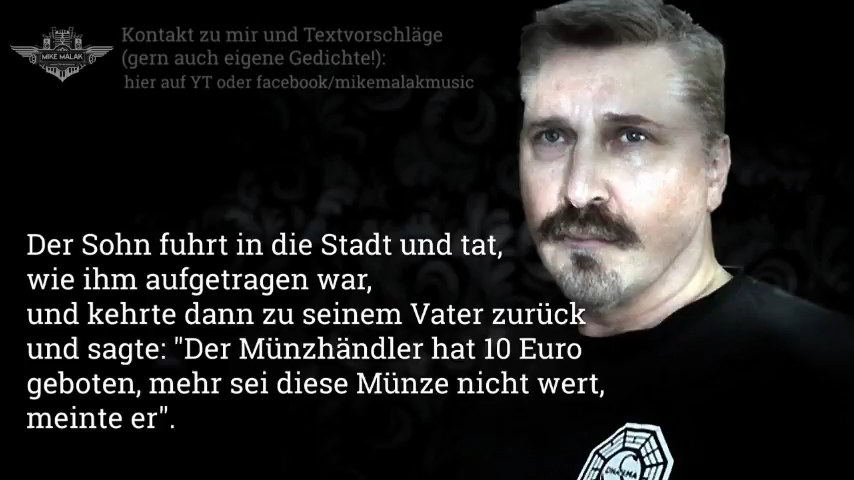 MIKE MALAK
Kontakt zu mir und Textvorschläge
(gern auch eigene Gedichte!):
hier auf YT oder facebook/mikemalakmusic
Der Sohn fuhrt in die Stadt und tat,
wie ihm aufgetragen war,
und kehrte dann zu seinem Vater zurück
und sagte: "Der Münzhändler hat 10 Euro
geboten, mehr sei diese Münze nicht wert,
meinte er".